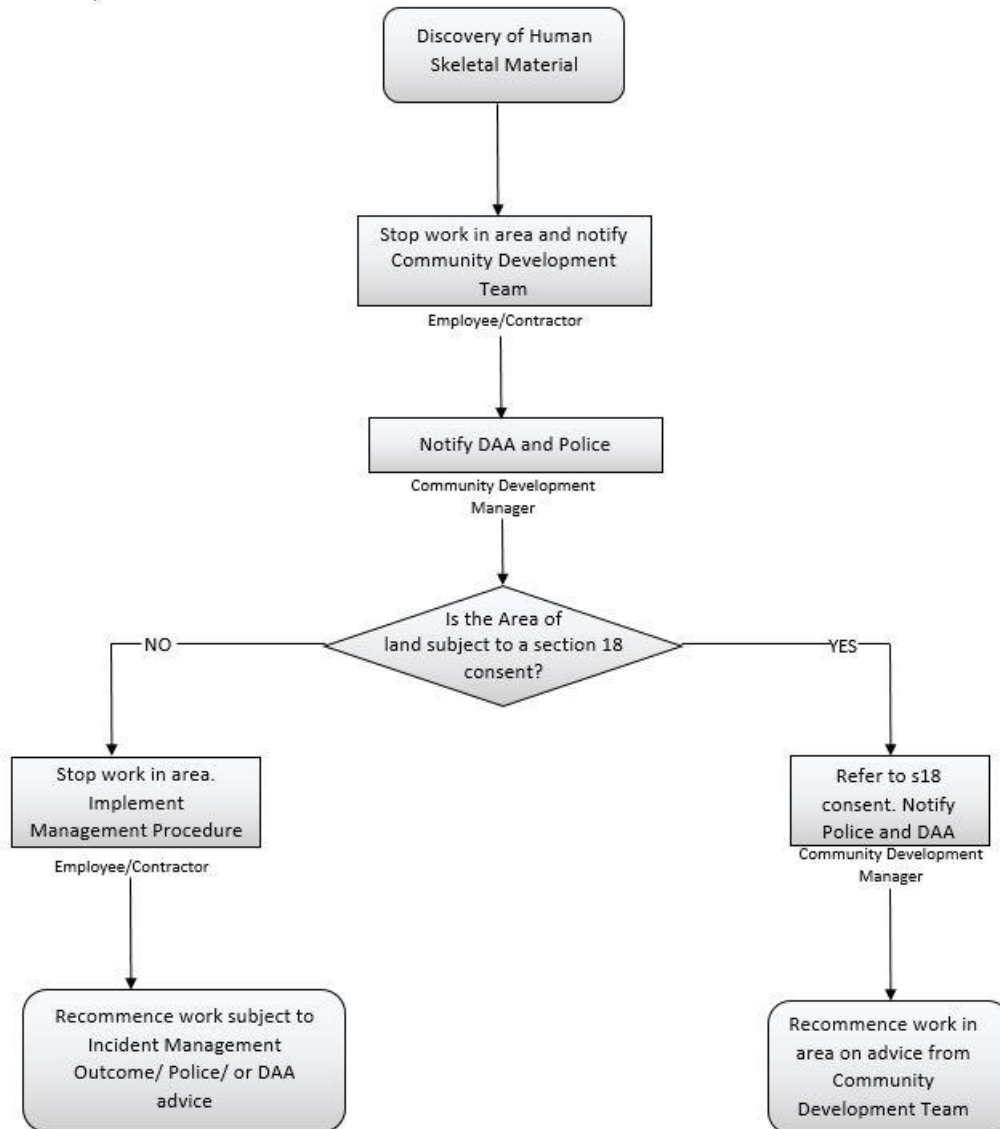 Discovery of Human
Skeletal Material
Stop work in area and notify
Community Development
Team
Employee/Contractor
Notify DAA and Police
Community Development
Manager
Is the Area of
land subject to a section 18
consent?
NO
YES
Stop work in area.
Implement
Management Procedure
Employee/Contractor
Refer to s18
consent. Notify
Police and DAA
Community Development
Manager
Recommence work subject to
Incident Management
Outcome/ Police/ or DAA
advice
Recommence work in
area on advice from
Community
Development Team